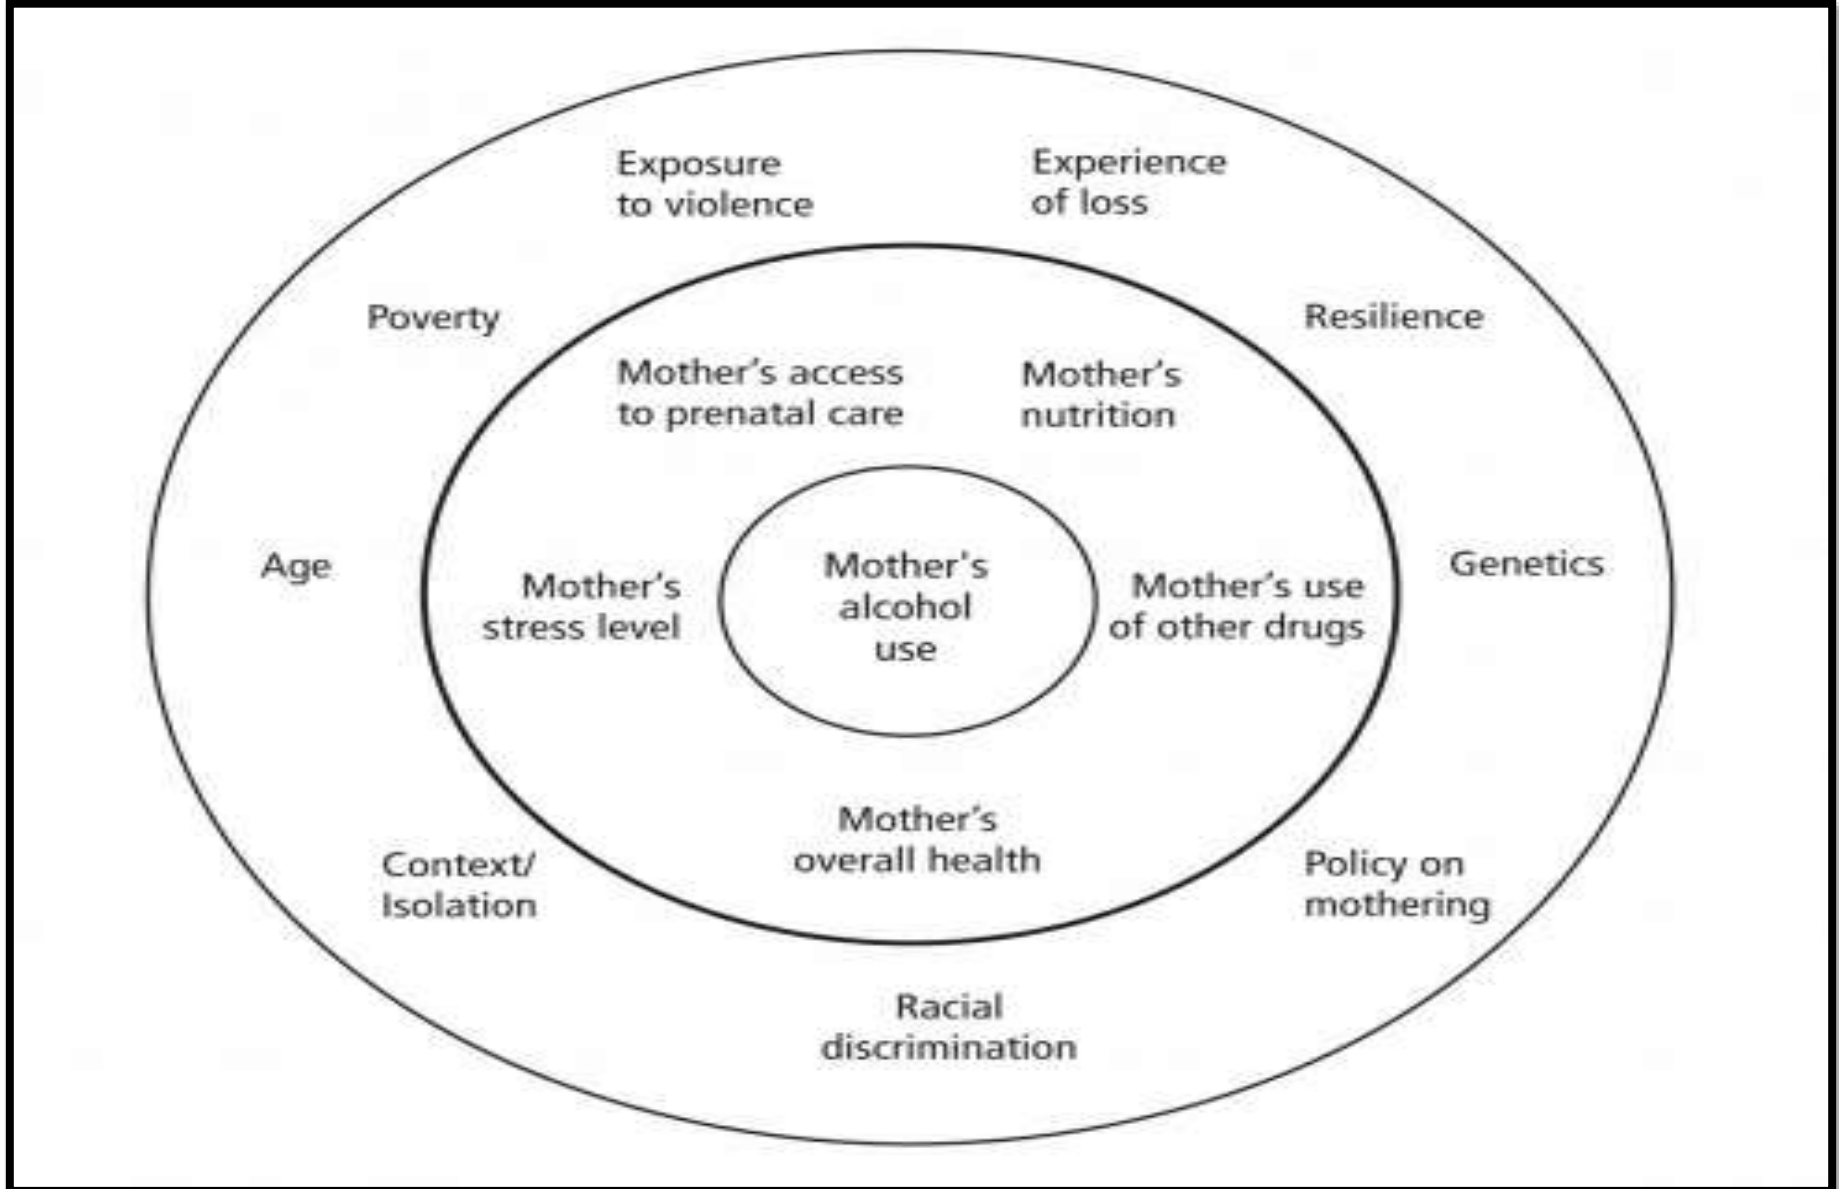 Exposure
to violence
Experience
of loss
Poverty
Resilience
Mother's access
to prenatal care
Mother's
nutrition
Age
Mother's
stress level
Mother's
alcohol
use
Mother's use
of other drugs
Genetics
Mother's
overall health
Context/
Isolation
Policy on
mothering
Racial
discrimination